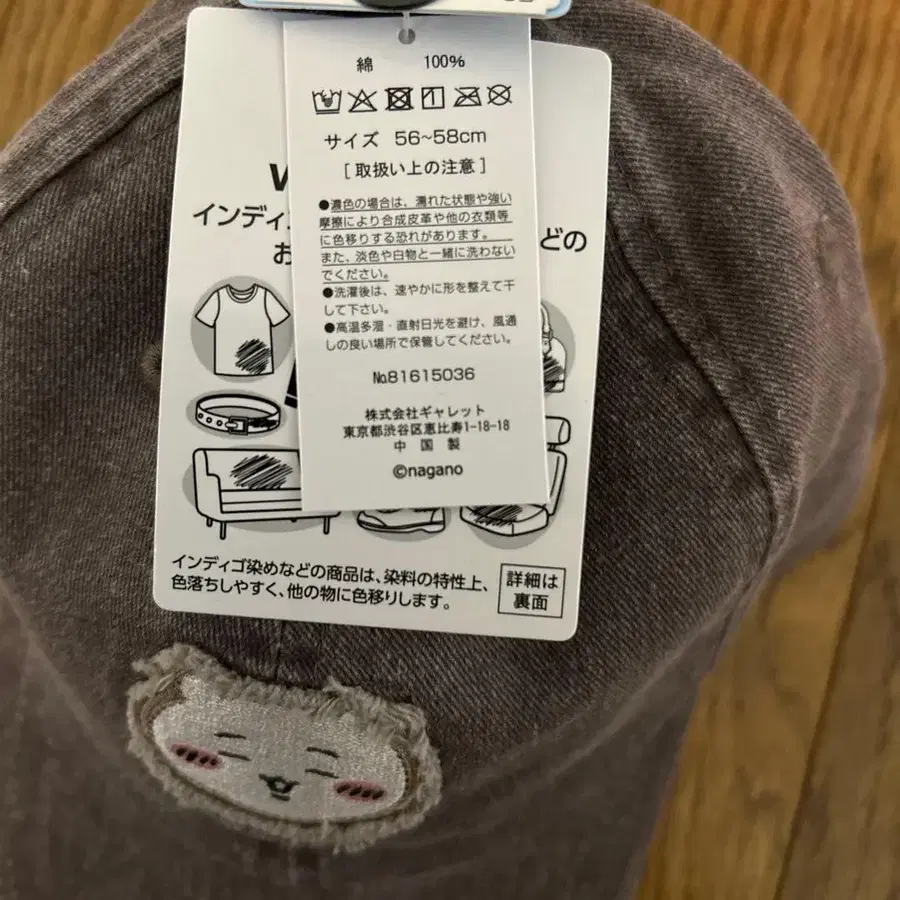 綿 100%
サイズ 56~58cm
[ 取扱い上の注意 ]
●濃色の場合は、濡れた状態や強い
摩擦により合成皮革や他の衣類等
に色移りする恐れがあります。
また、淡色や白物と一緒に洗わない
でください。
●洗濯後は、速やかに形を整えて干
して下さい。
●高温多湿・直射日光を避け、風通
しの良い場所で保管してください。
№81615036
株式会社ギャレット
東京都渋谷区恵比寿1-18-18
中国製
©nagano
インディ
どの
お
インディゴ染めなどの商品は、染料の特性上、
色落ちしやすく、他の物に色移りします。
詳細は
裏面